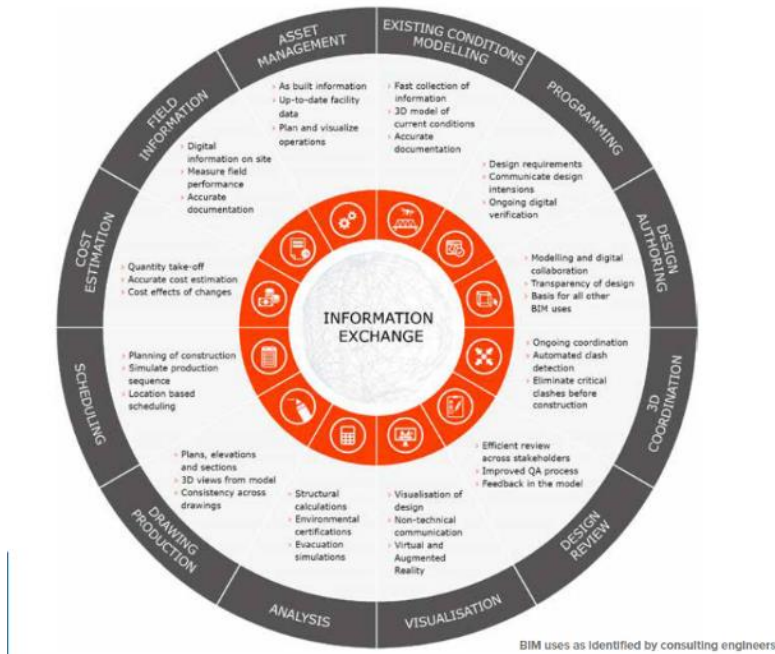 ASSET
MANAGEMENT
› As built information
› Up-to-date facility
data
› Plan and visualize
operations
EXISTING CONDITIONS
MODELLING
› Fast collection of
information
› 3D model of
current conditions
› Accurate
documentation
PROGRAMMING
› Design requirements
› Communicate design
intensions
› Ongoing digital
verification
DESIGN
AUTHORING
› Modelling and digital
collaboration
› Transparency of design
› Basis for all other
BIM uses
3D
COORDINATION
› Ongoing coordination
› Automated clash
detection
› Eliminate critical
clashes before
construction
DESIGN
REVIEW
› Efficient review
across stakeholders
› Improved QA process
› Feedback in the model
VISUALISATION
› Visualisation of
design
› Non-technical
communication
› Virtual and
Augmented
Reality
ANALYSIS
› Structural
calculations
› Environmental
certifications
› Evacuation
simulations
DRAWING
PRODUCTION
› Plans, elevations
and sections
› 3D views from model
› Consistency across
drawings
SCHEDULING
› Planning of construction
› Simulate production
sequence
› Location based
scheduling
COST
ESTIMATION
› Quantity take-off
› Accurate cost estimation
› Cost effects of changes
FIELD
INFORMATION
› Digital
information on site
› Measure field
performance
› Accurate
documentation
INFORMATION
EXCHANGE
BIM uses as identified by consulting engineers